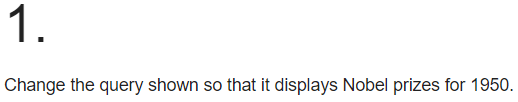 1.
Change the query shown so that it displays Nobel prizes for 1950.